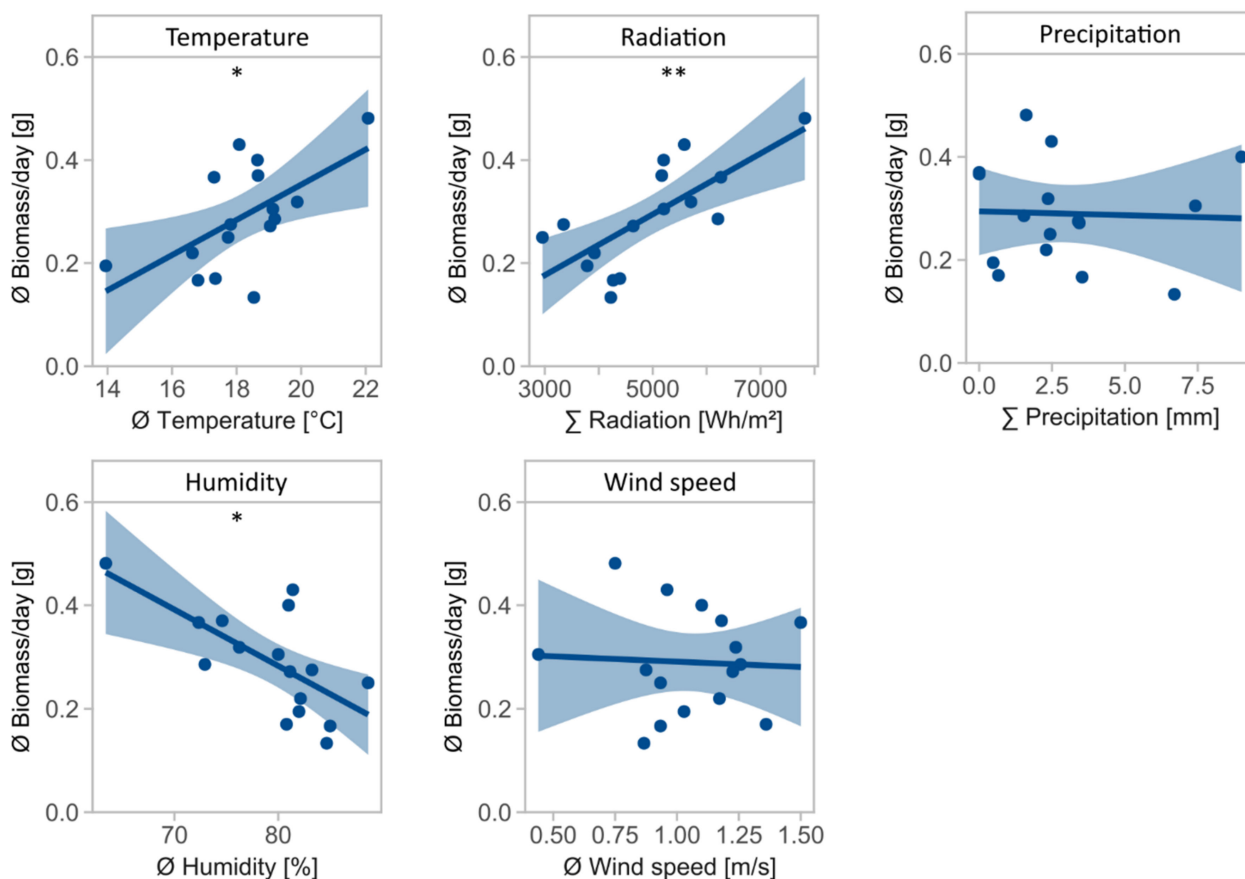 Temperature
*
Ø Biomass/day [g]
0.6
0.4
0.2
0.0
14
16
18
20
22
Ø Temperature [°C]
Radiation
**
Ø Biomass/day [g]
0.6
0.4
0.2
0.0
3000
5000
7000
∑ Radiation [Wh/m²]
Precipitation
Ø Biomass/day [g]
0.6
0.4
0.2
0.0
0.0
2.5
5.0
7.5
∑ Precipitation [mm]
Humidity
*
Ø Biomass/day [g]
0.6
0.4
0.2
0.0
70
80
Ø Humidity [%]
Wind speed
Ø Biomass/day [g]
0.6
0.4
0.2
0.0
0.50
0.75
1.00
1.25
1.50
Ø Wind speed [m/s]